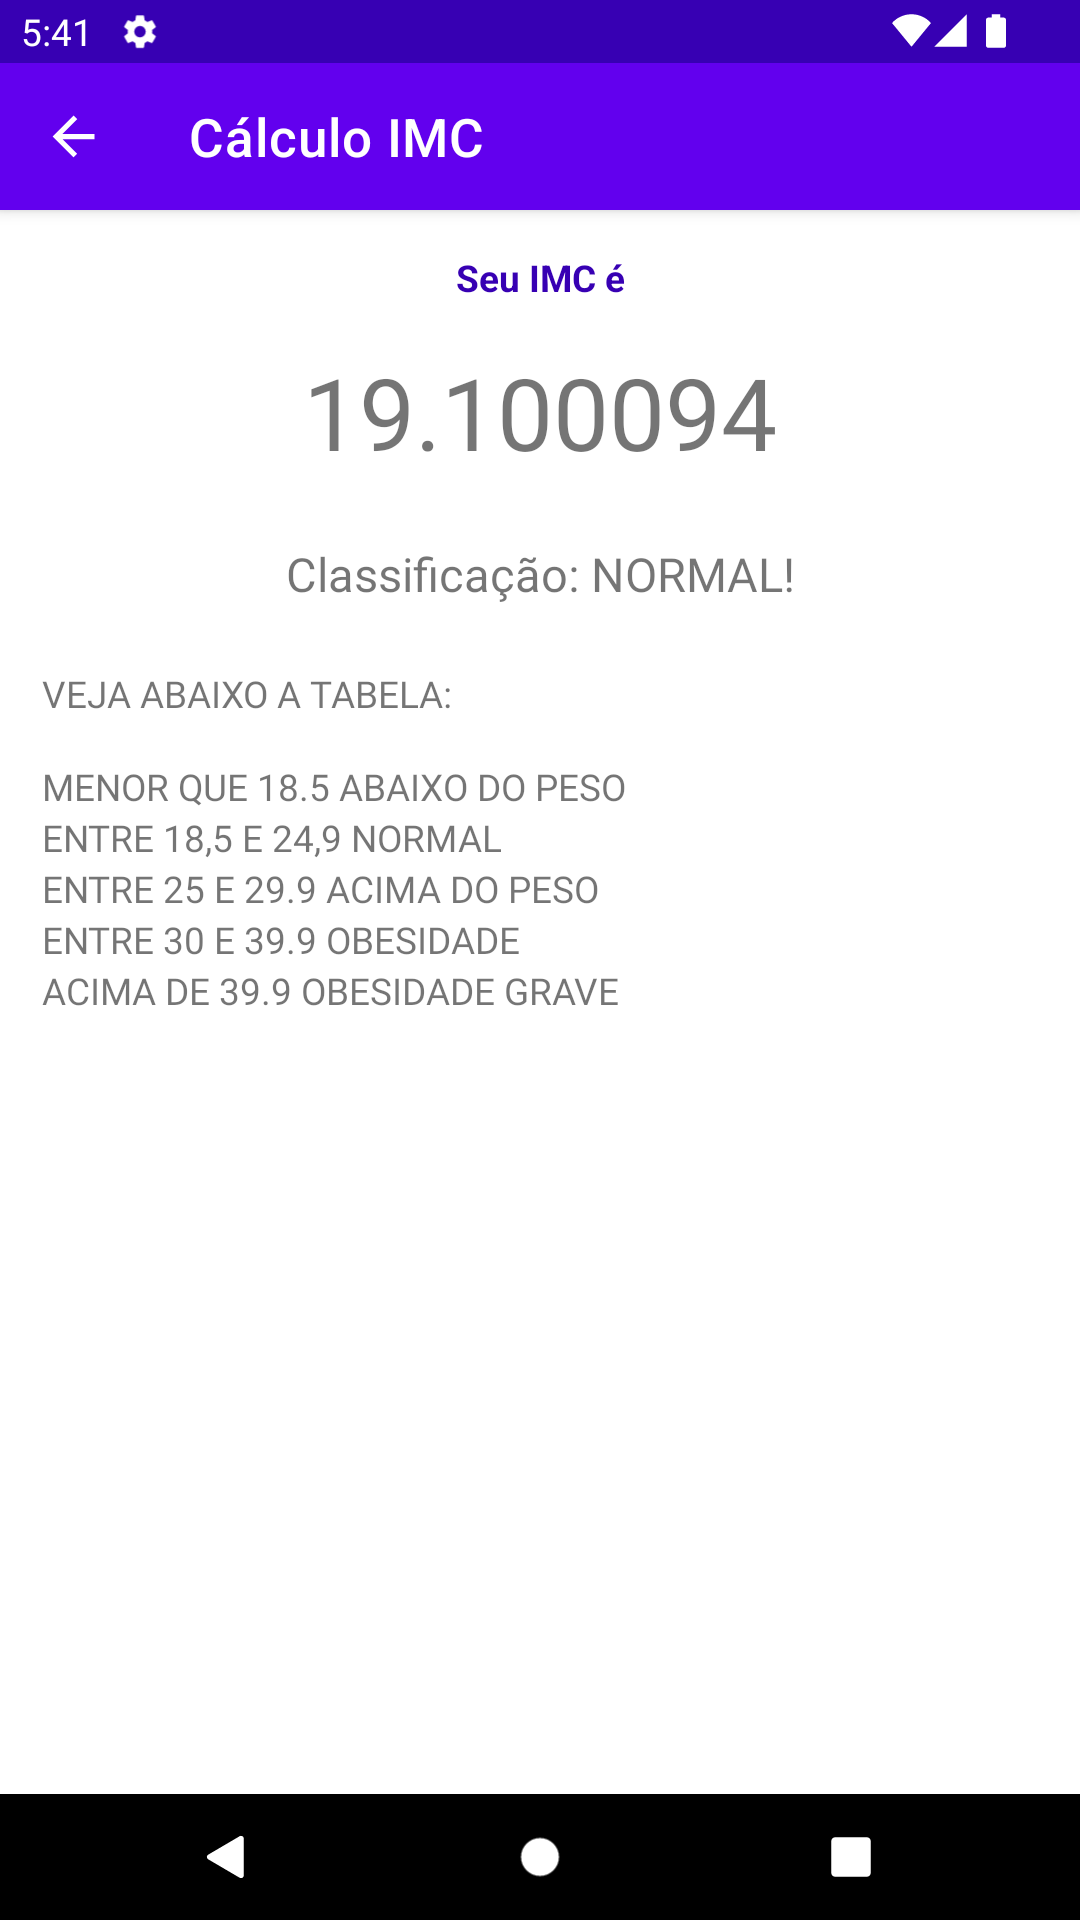 5:41
Cálculo IMC
Seu IMC é
19.100094
Classificação: NORMAL!
VEJA ABAIXO A TABELA:
MENOR QUE 18.5 ABAIXO DO PESO
ENTRE 18,5 E 24,9 NORMAL
ENTRE 25 E 29.9 ACIMA DO PESO
ENTRE 30 E 39.9 OBESIDADE
ACIMA DE 39.9 OBESIDADE GRAVE